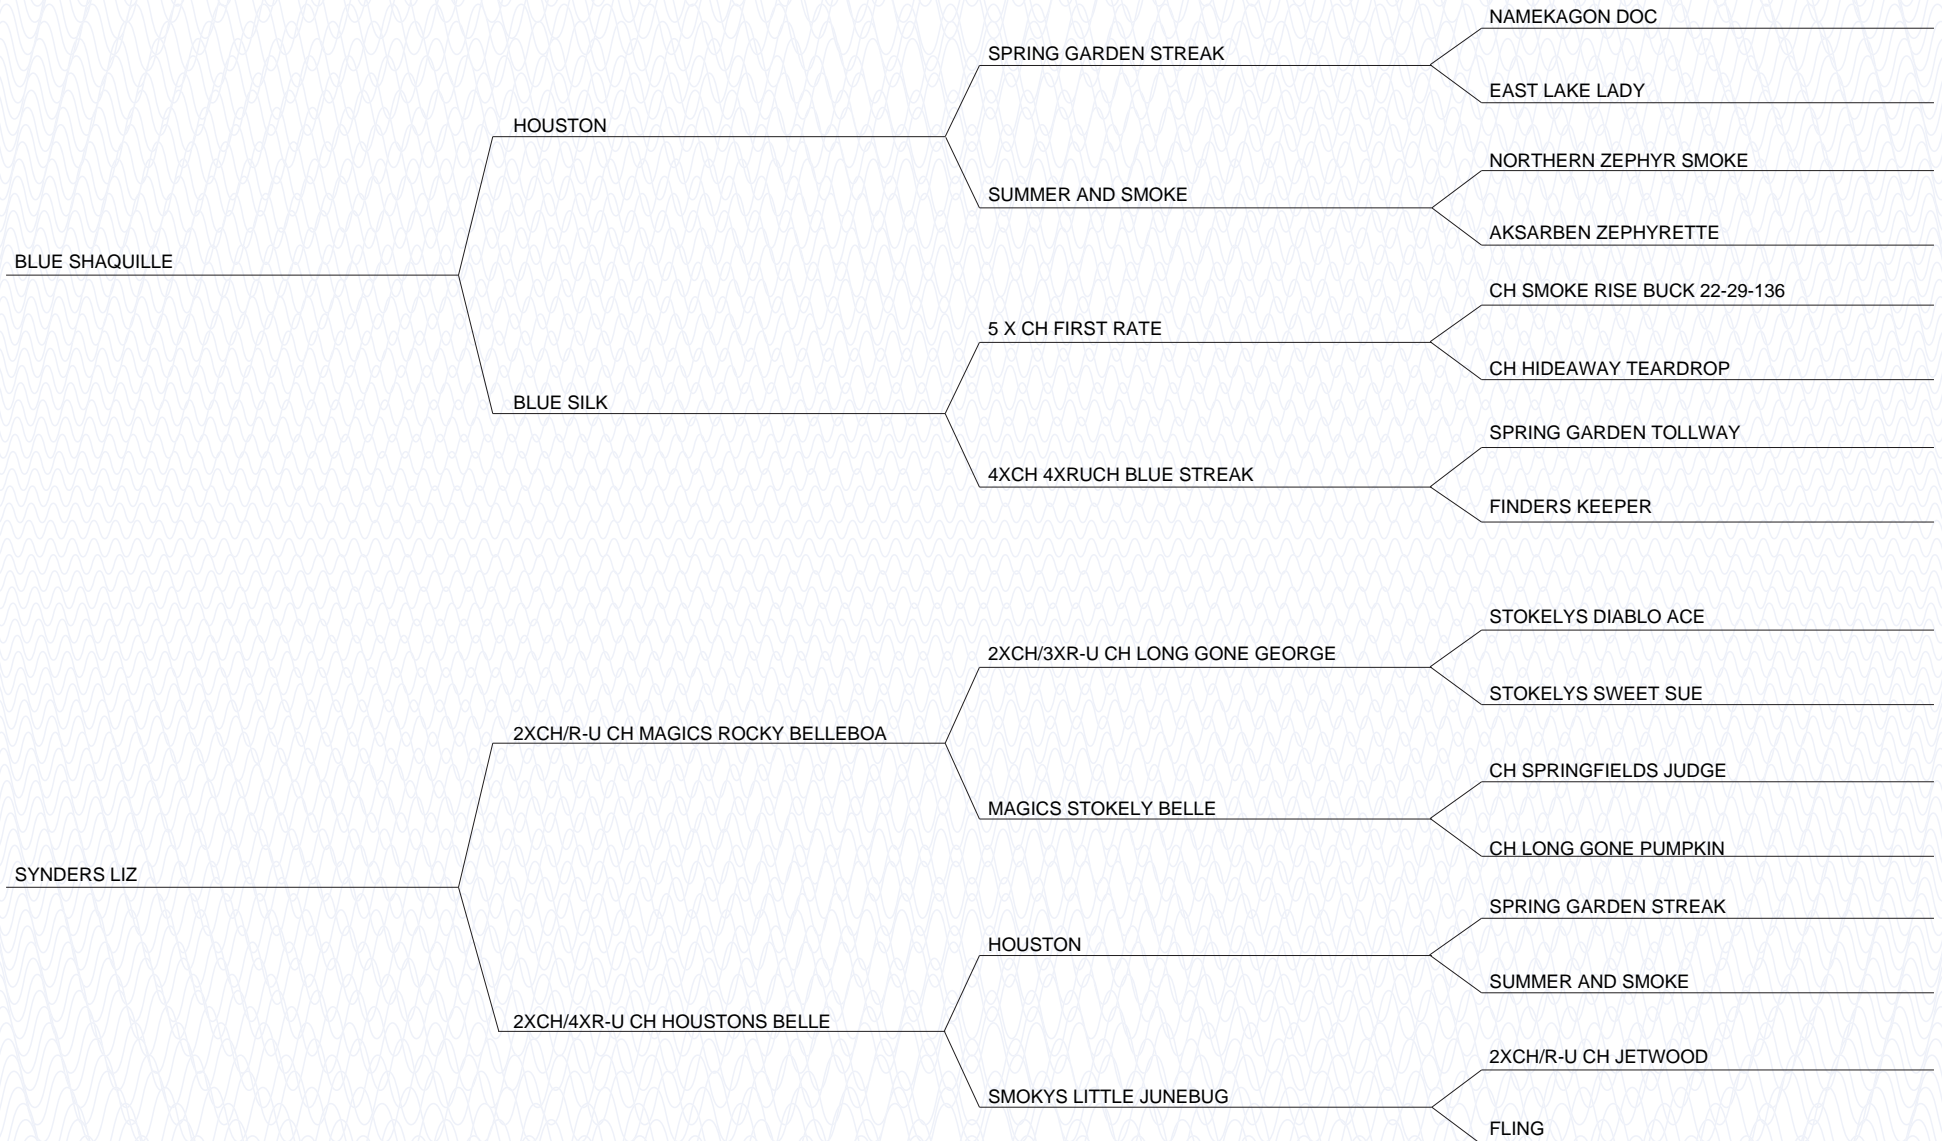 NAMEKAGON DOC
SPRING GARDEN STREAK
EAST LAKE LADY
HOUSTON
NORTHERN ZEPHYR SMOKE
SUMMER AND SMOKE
AKSARBEN ZEPHYRETTE
BLUE SHAQUILLE
CH SMOKE RISE BUCK 22-29-136
5 X CH FIRST RATE
CH HIDEAWAY TEARDROP
BLUE SILK
SPRING GARDEN TOLLWAY
4XCH 4XRUCH BLUE STREAK
FINDERS KEEPER
STOKELYS DIABLO ACE
2XCH/3XR-U CH LONG GONE GEORGE
STOKELYS SWEET SUE
2XCH/R-U CH MAGICS ROCKY BELLEBOA
CH SPRINGFIELDS JUDGE
MAGICS STOKELY BELLE
CH LONG GONE PUMPKIN
SYNDERS LIZ
SPRING GARDEN STREAK
HOUSTON
SUMMER AND SMOKE
2XCH/4XR-U CH HOUSTONS BELLE
2XCH/R-U CH JETWOOD
SMOKYS LITTLE JUNEBUG
FLING